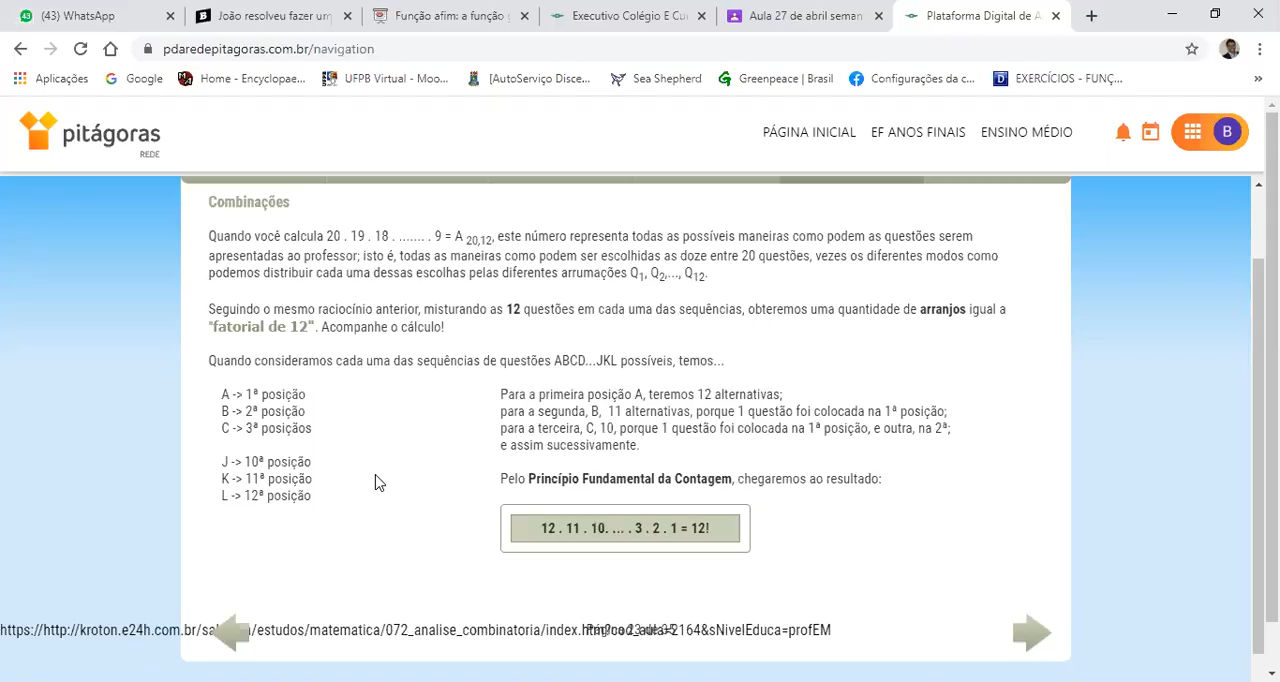 (43) WhatsApp
João resolveu fazer um
Função afim: a função
Executivo Colégio E Cu
Aula 27 de abril seman
Plataforma Digital de A
pdaredepitagoras.com.br/navigation
Aplicações
Google
Home - Encyclopae...
UFPB Virtual - Moo...
[AutoServiço Disce...
Sea Shepherd
Greenpeace | Brasil
Configurações da c...
EXERCÍCIOS - FUNÇ...
»
pitágoras
REDE
PÁGINA INICIAL
EF ANOS FINAIS
ENSINO MÉDIO
B
Combinações
Quando você calcula 20 . 19 . 18 . ....... . 9 = A 20,12, este número representa todas as possíveis maneiras como podem as questões serem
apresentadas ao professor; isto é, todas as maneiras como podem ser escolhidas as doze entre 20 questões, vezes os diferentes modos como
podemos distribuir cada uma dessas escolhas pelas diferentes arrumações Q1, Q2,..., Q12.
Seguindo o mesmo raciocínio anterior, misturando as 12 questões em cada uma das sequências, obteremos uma quantidade de arranjos igual a
"fatorial de 12". Acompanhe o cálculo!
Quando consideramos cada uma das sequências de questões ABCD...JKL possíveis, temos...
A -> 1ª posição
B -> 2ª posição
C -> 3ª posiçãos
J -> 10ª posição
K -> 11ª posição
L -> 12ª posição
Para a primeira posição A, teremos 12 alternativas;
para a segunda, B, 11 alternativas, porque 1 questão foi colocada na 1ª posição;
para a terceira, C, 10, porque 1 questão foi colocada na 1ª posição, e outra, na 2ª;
e assim sucessivamente.
Pelo Princípio Fundamental da Contagem, chegaremos ao resultado:
12 . 11 . 10. ... . 3 . 2 . 1 = 12!